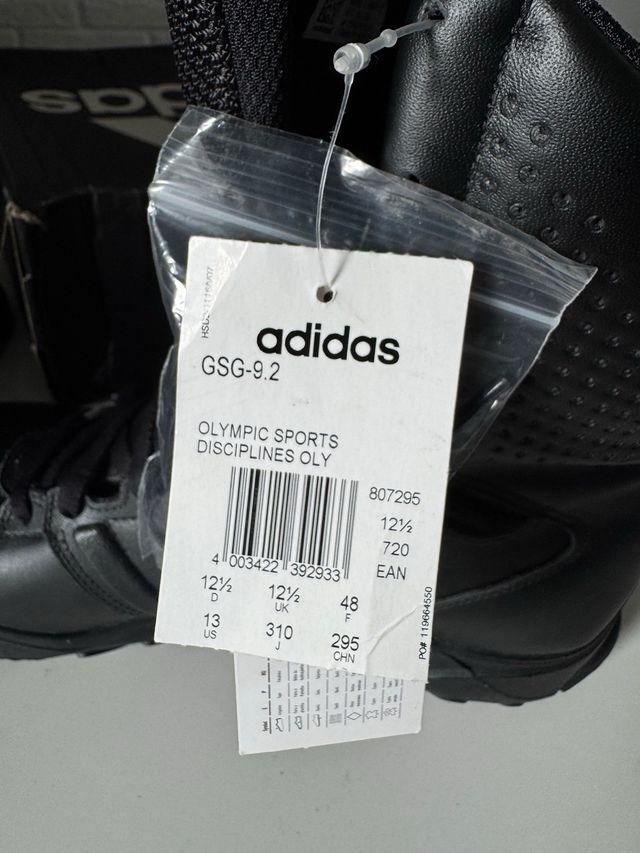 adidas
GSG-9.2
OLYMPIC SPORTS
DISCIPLINES OLY
807295
12½
720
EAN
4 003422 392933
12½ 12½ 48
D UK F
13 310 295
US J CHN
PO# 119664550